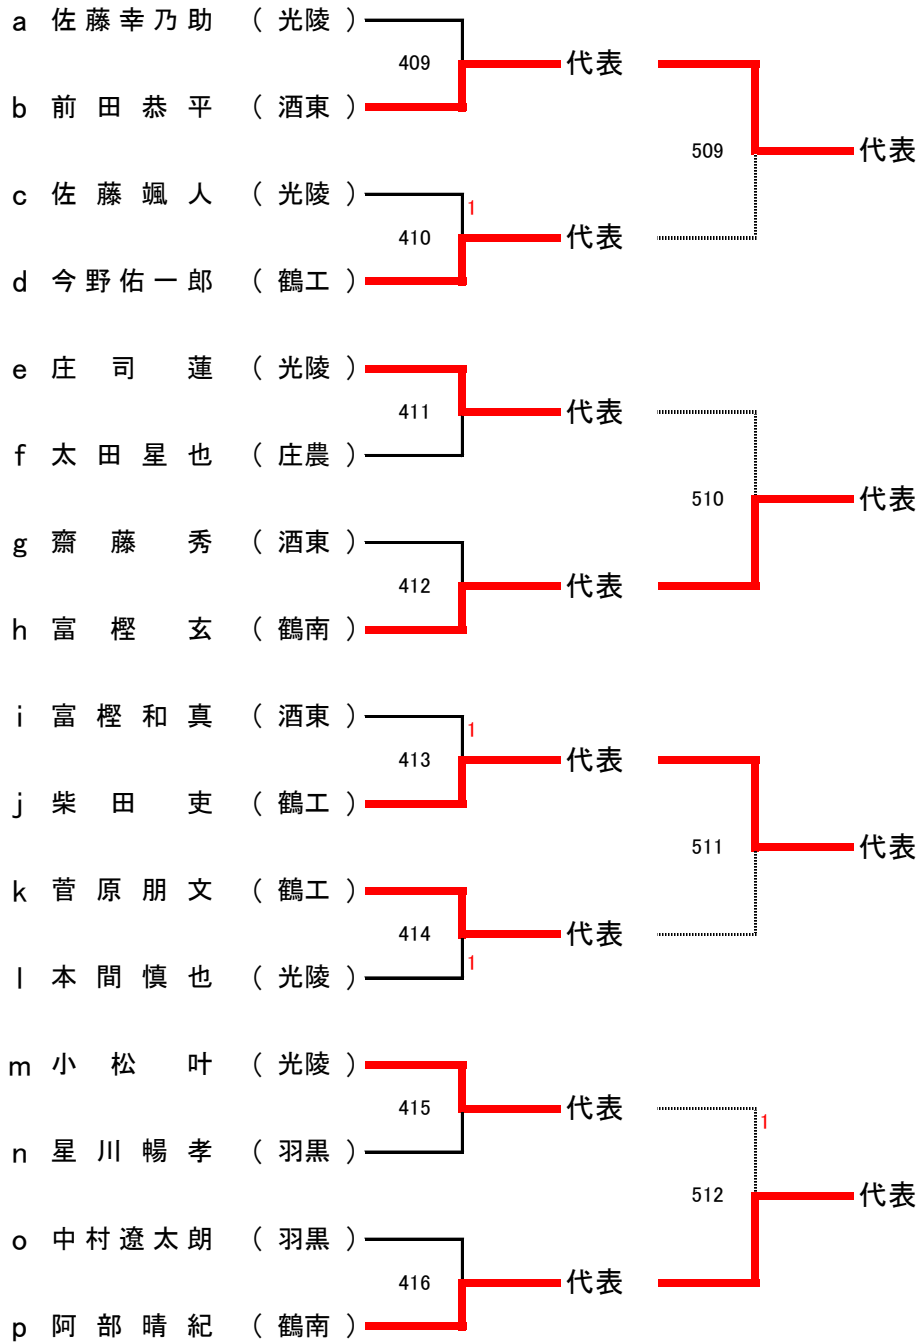 a 佐藤幸乃助 （ 光陵 ）
409 代表
b 前田恭平 （ 酒東 ）
509 代表
c 佐藤颯人 （ 光陵 ）
1
410 代表
d 今野佑一郎 （ 鶴工 ）
e 庄司蓮 （ 光陵 ）
411 代表
f 太田星也 （ 庄農 ）
510 代表
g 齋藤秀 （ 酒東 ）
412 代表
h 富樫玄 （ 鶴南 ）
i 富樫和真 （ 酒東 ）
1
413 代表
j 柴田吏 （ 鶴工 ）
511 代表
k 菅原朋文 （ 鶴工 ）
414 代表
1
l 本間慎也 （ 光陵 ）
m 小松叶 （ 光陵 ）
415 代表
1
n 星川暢孝 （ 羽黒 ）
512 代表
o 中村遼太朗 （ 羽黒 ）
416 代表
p 阿部晴紀 （ 鶴南 ）